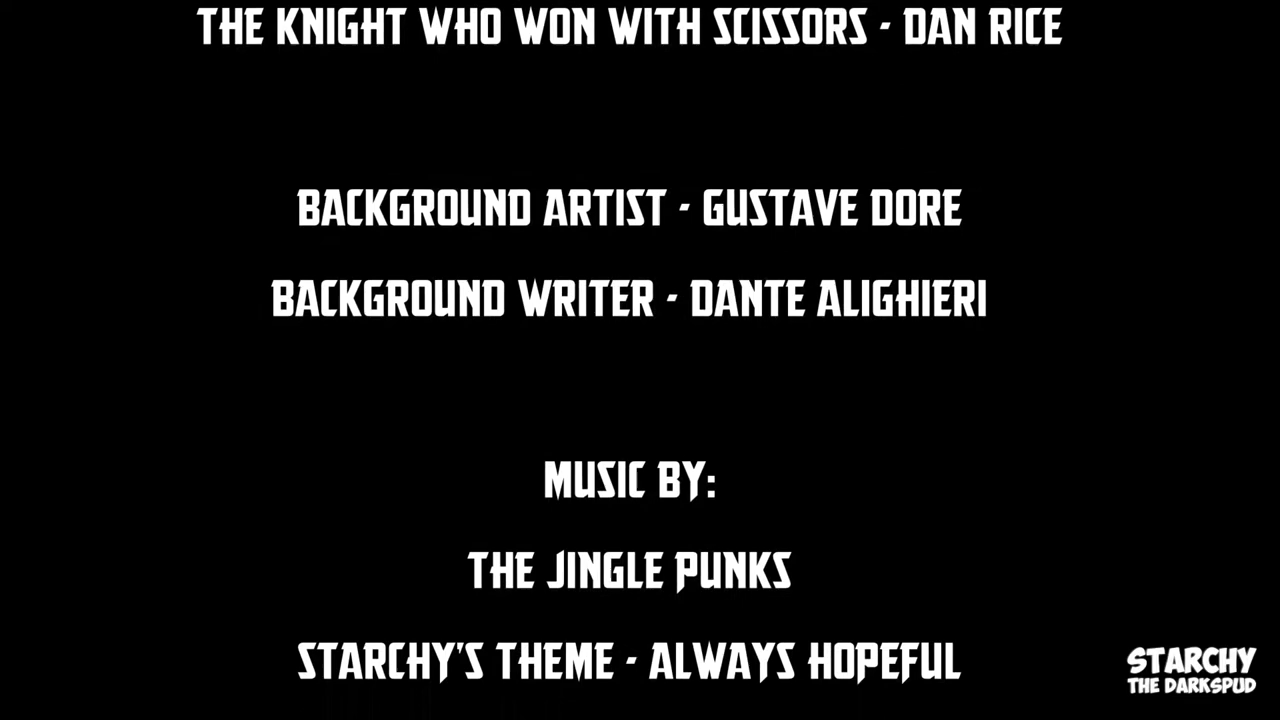 THE KNIGHT WHO WON WITH SCISSORS - DAN RICE
BACKGROUND ARTIST - GUSTAVE DORE
BACKGROUND WRITER - DANTE ALIGHIERI
MUSIC BY:
THE JINGLE PUNKS
STARCHY'S THEME - ALWAYS HOPEFUL
STARCHY
THE DARKSPUD